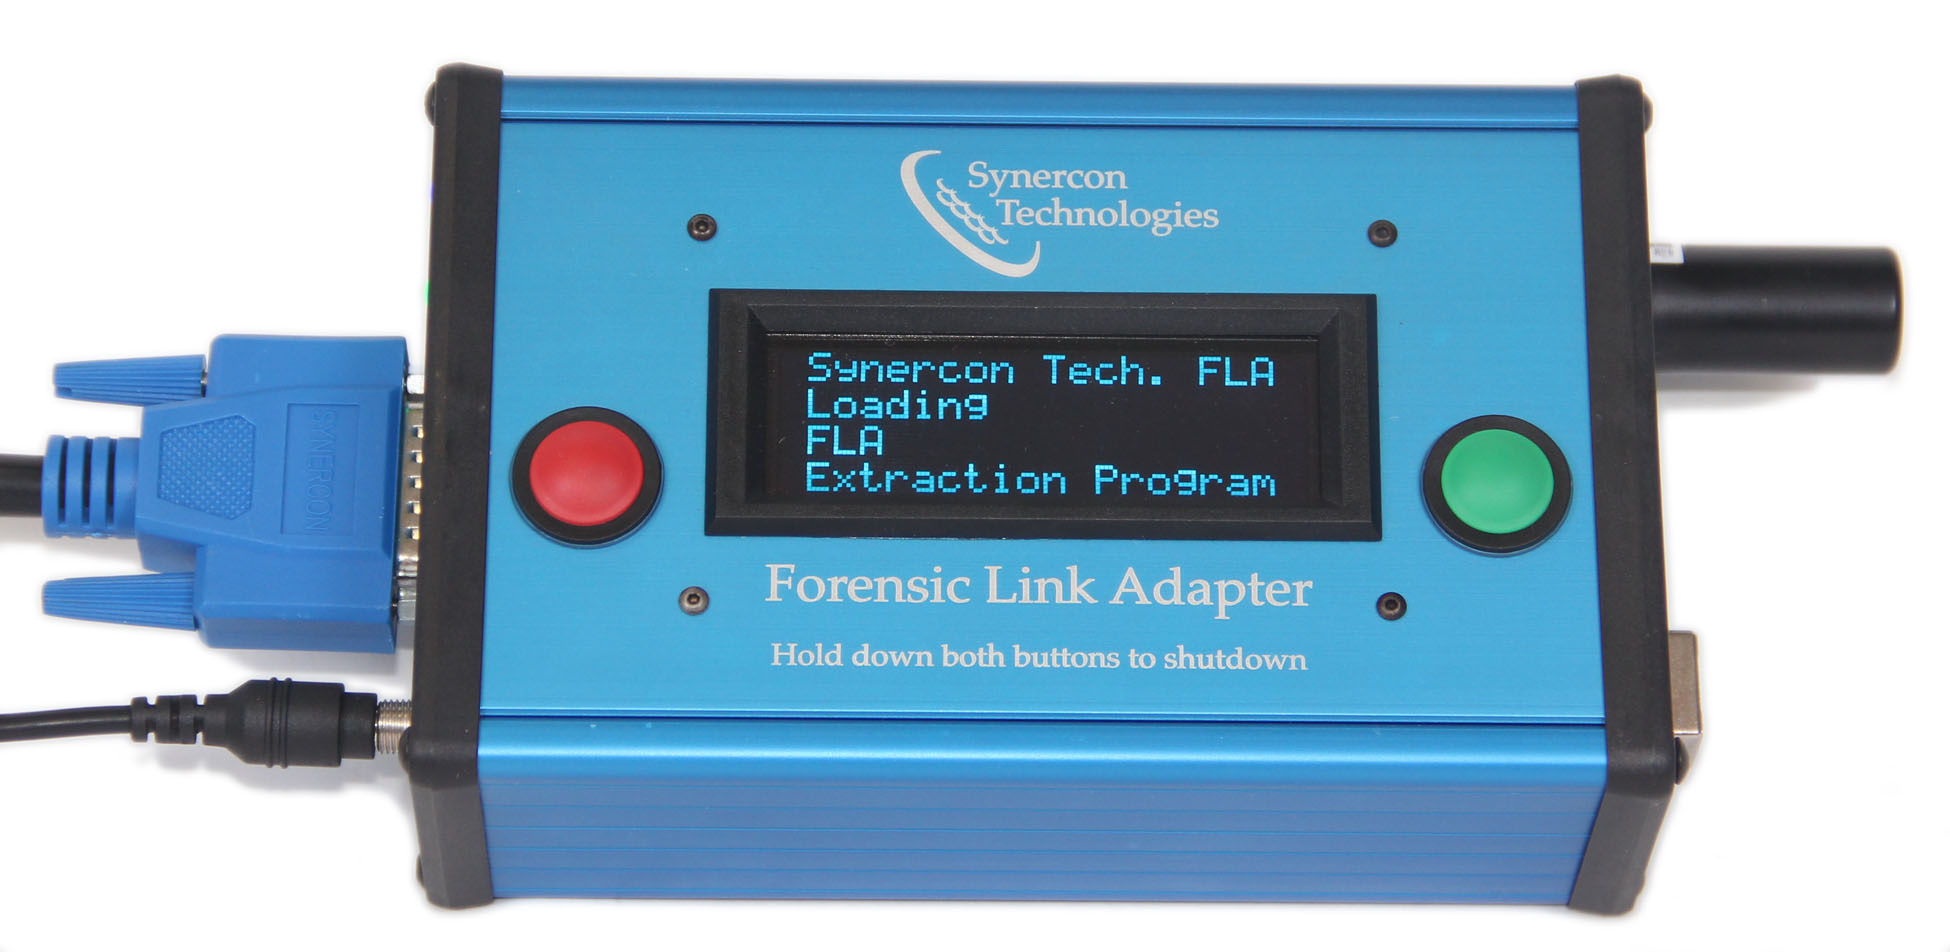 Synercon
Technologies
Synercon Tech. FLA
Loading
FLA
Extraction Program
SYNERCON
Forensic Link Adapter
Hold down both buttons to shutdown